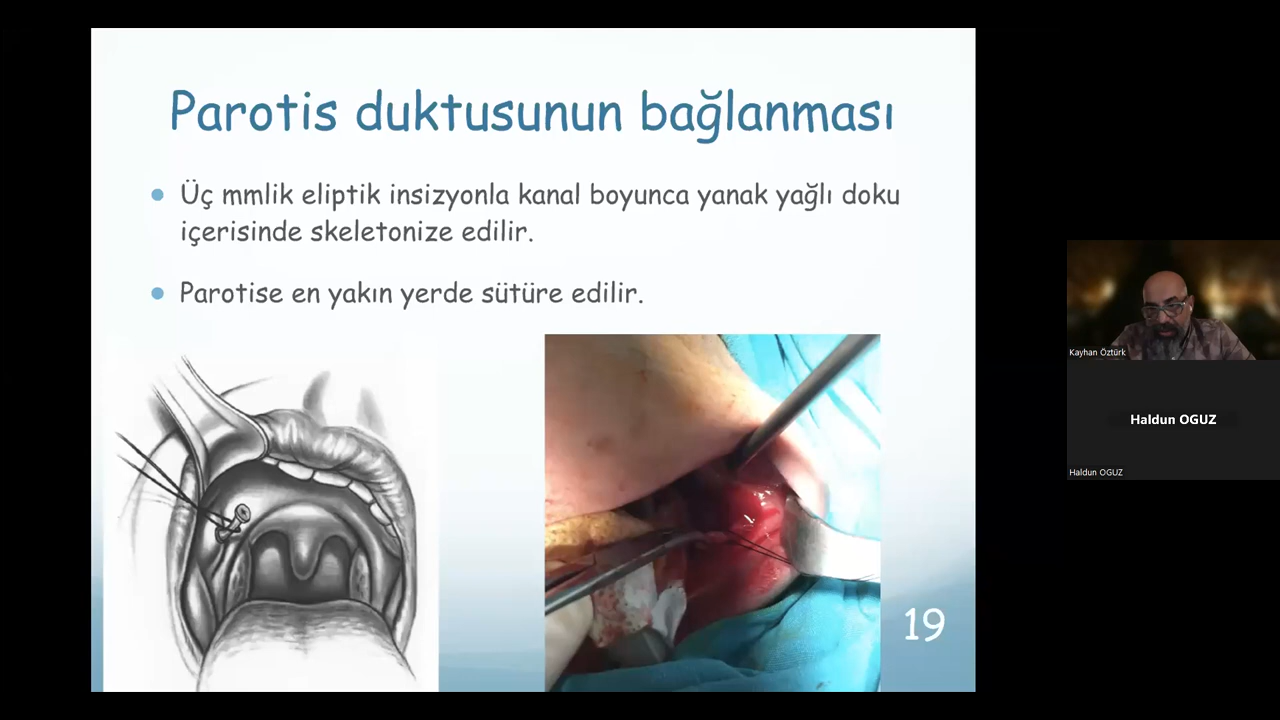 Parotis duktusunun bağlanması
Üç mmlik eliptik insizyonla kanal boyunca yanak yağlı doku
içerisinde skeletonize edilir.
Parotise en yakın yerde sütüre edilir.
19
Kayhan Öztürk
Haldun OGUZ
Haldun OGUZ